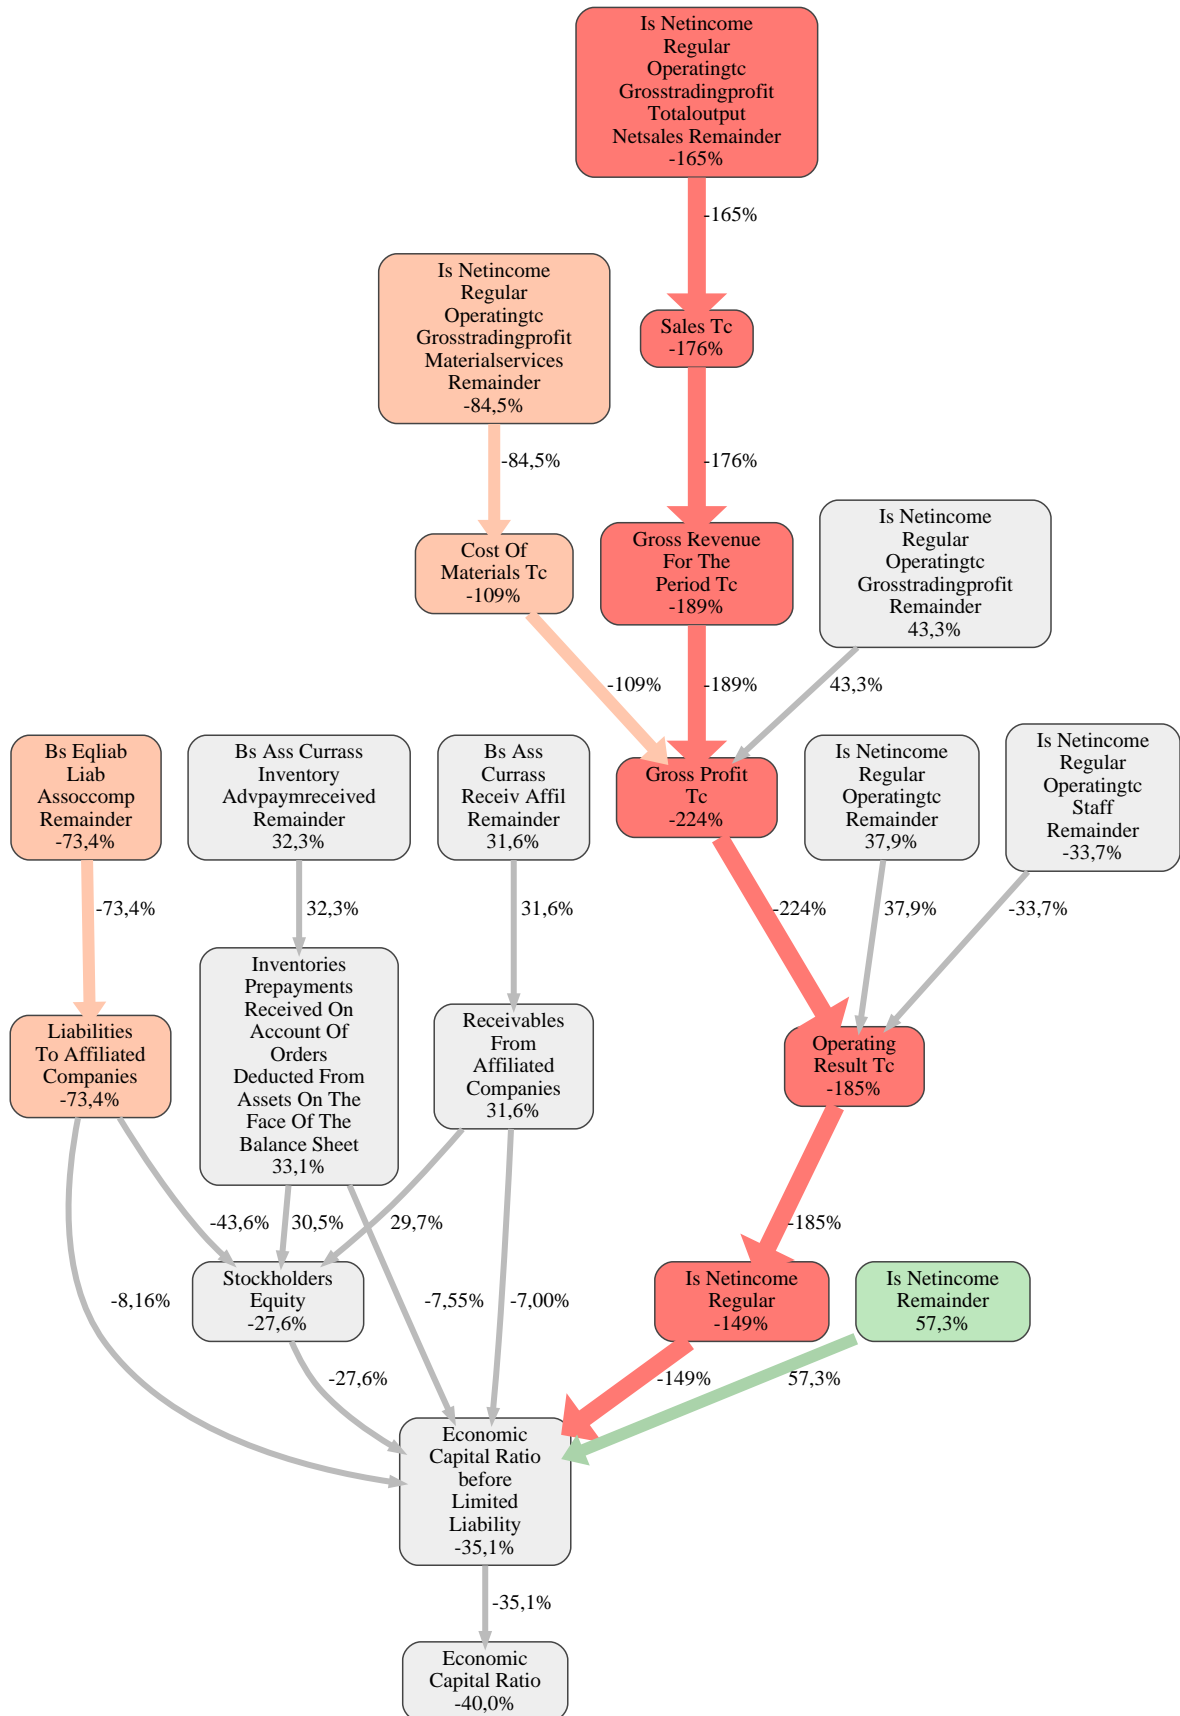 Is Netincome
Regular
Operatingtc
Grosstradingprofit
Totaloutput
Netsales Remainder
-165%
-165%
Is Netincome
Regular
Operatingtc
Grosstradingprofit
Materialservices
Remainder
-84,5%
Sales Tc
-176%
-84,5%
-176%
Is Netincome
Regular
Operatingtc
Grosstradingprofit
Remainder
43,3%
Cost Of
Materials Tc
-109%
Gross Revenue
For The
Period Tc
-189%
-109%
-189%
43,3%
Bs Eqliab
Liab
Assoccomp
Remainder
-73,4%
Bs Ass Currass
Inventory
Advpaymreceived
Remainder
32,3%
Bs Ass
Currass
Receiv Affil
Remainder
31,6%
Gross Profit
Tc
-224%
Is Netincome
Regular
Operatingtc
Remainder
37,9%
Is Netincome
Regular
Operatingtc
Staff
Remainder
-33,7%
-73,4%
32,3%
31,6%
-224%
37,9%
-33,7%
Liabilities
To Affiliated
Companies
-73,4%
Inventories
Prepayments
Received On
Account Of
Orders
Deducted From
Assets On The
Face Of The
Balance Sheet
33,1%
Receivables
From
Affiliated
Companies
31,6%
Operating
Result Tc
-185%
-43,6%
30,5%
29,7%
-185%
-8,16%
Stockholders
Equity
-27,6%
-7,55%
-7,00%
Is Netincome
Regular
-149%
Is Netincome
Remainder
57,3%
-27,6%
-149%
57,3%
Economic
Capital Ratio
before
Limited
Liability
-35,1%
-35,1%
Economic
Capital Ratio
-40,0%